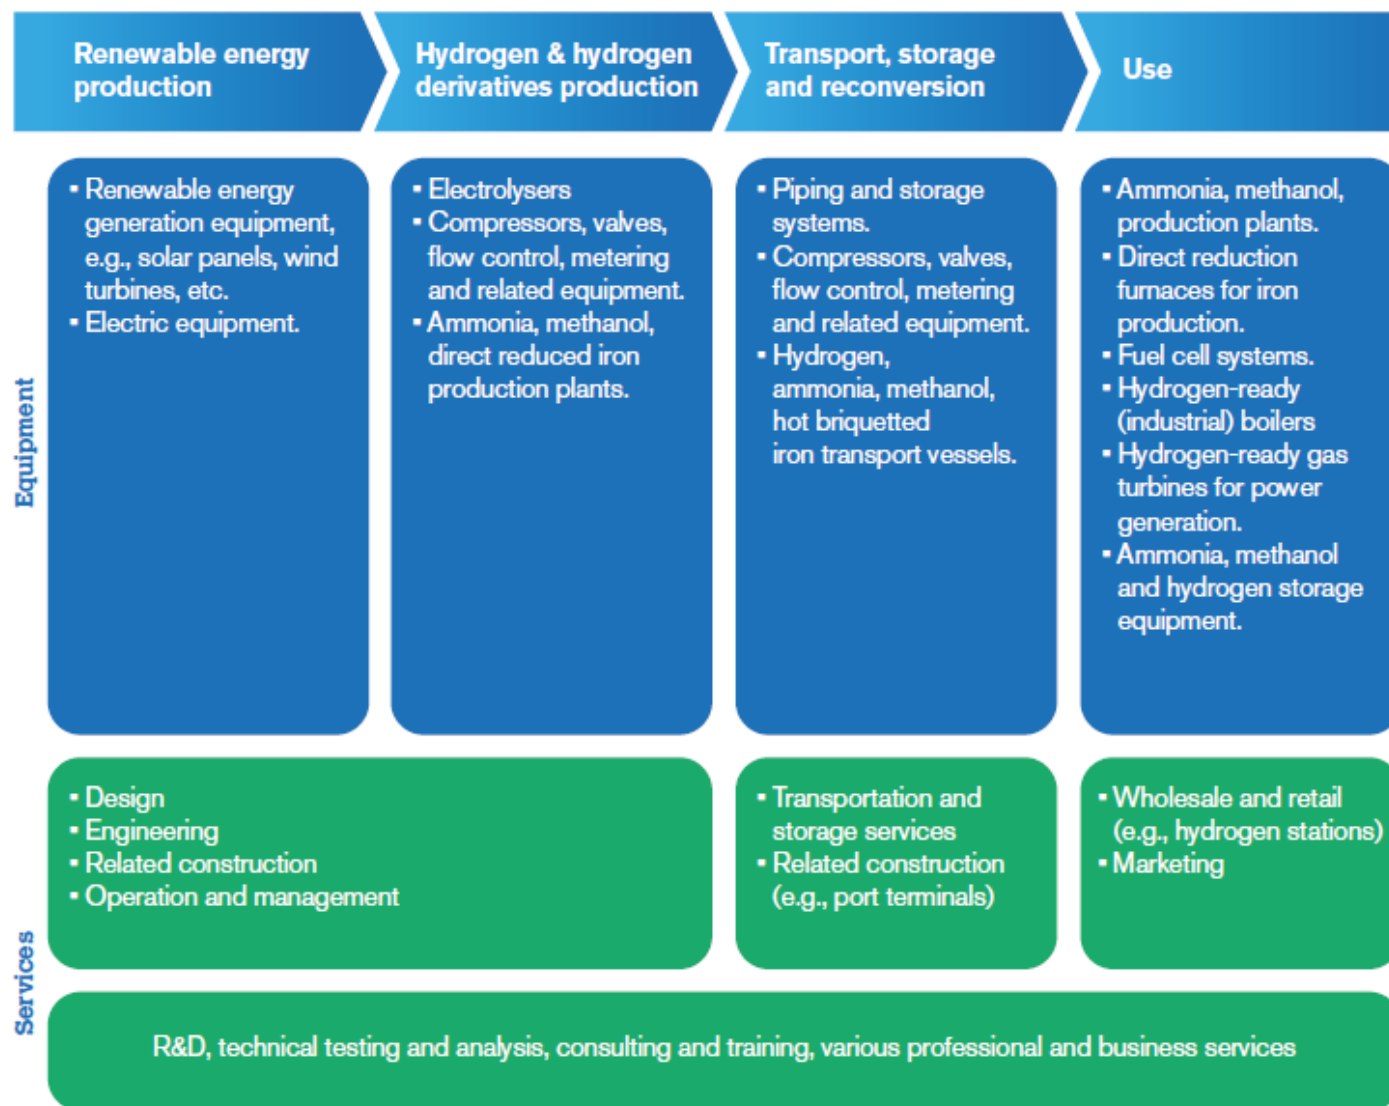 Renewable energy
production
Hydrogen & hydrogen
derivatives production
Transport, storage
and reconversion
Use
Equipment
▪ Renewable energy
generation equipment,
e.g., solar panels, wind
turbines, etc.
▪ Electric equipment.
▪ Electrolysers
▪ Compressors, valves,
flow control, metering
and related equipment.
▪ Ammonia, methanol,
direct reduced iron
production plants.
▪ Piping and storage
systems.
▪ Compressors, valves,
flow control, metering
and related equipment.
▪ Hydrogen,
ammonia, methanol,
hot briquetted
iron transport vessels.
▪ Ammonia, methanol,
production plants.
▪ Direct reduction
furnaces for iron
production.
▪ Fuel cell systems.
▪ Hydrogen-ready
(industrial) boilers
▪ Hydrogen-ready gas
turbines for power
generation.
▪ Ammonia, methanol
and hydrogen storage
equipment.
Services
▪ Design
▪ Engineering
▪ Related construction
▪ Operation and management
▪ Transportation and
storage services
▪ Related construction
(e.g., port terminals)
▪ Wholesale and retail
(e.g., hydrogen stations)
▪ Marketing
R&D, technical testing and analysis, consulting and training, various professional and business services